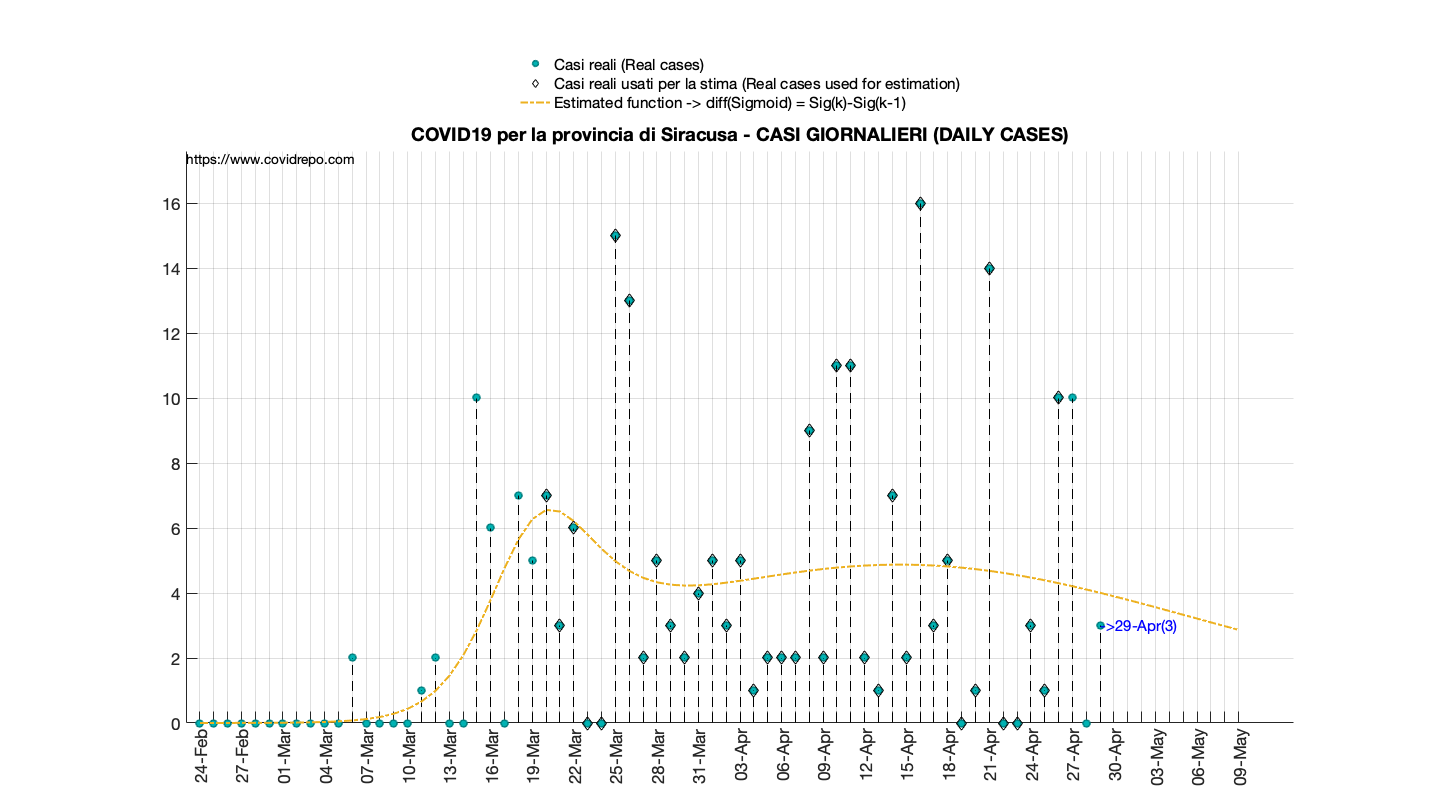 Casi reali (Real cases)
Casi reali usati per la stima (Real cases used for estimation)
Estimated function -> diff(Sigmoid) = Sig(k)-Sig(k-1)
COVID19 per la provincia di Siracusa - CASI GIORNALIERI (DAILY CASES)
https://www.covidrepo.com
16
14
12
10
8
6
4
2
0
->29-Apr(3)
24-Feb
27-Feb
01-Mar
04-Mar
07-Mar
10-Mar
13-Mar
16-Mar
19-Mar
22-Mar
25-Mar
28-Mar
31-Mar
03-Apr
06-Apr
09-Apr
12-Apr
15-Apr
18-Apr
21-Apr
24-Apr
27-Apr
30-Apr
03-May
06-May
09-May